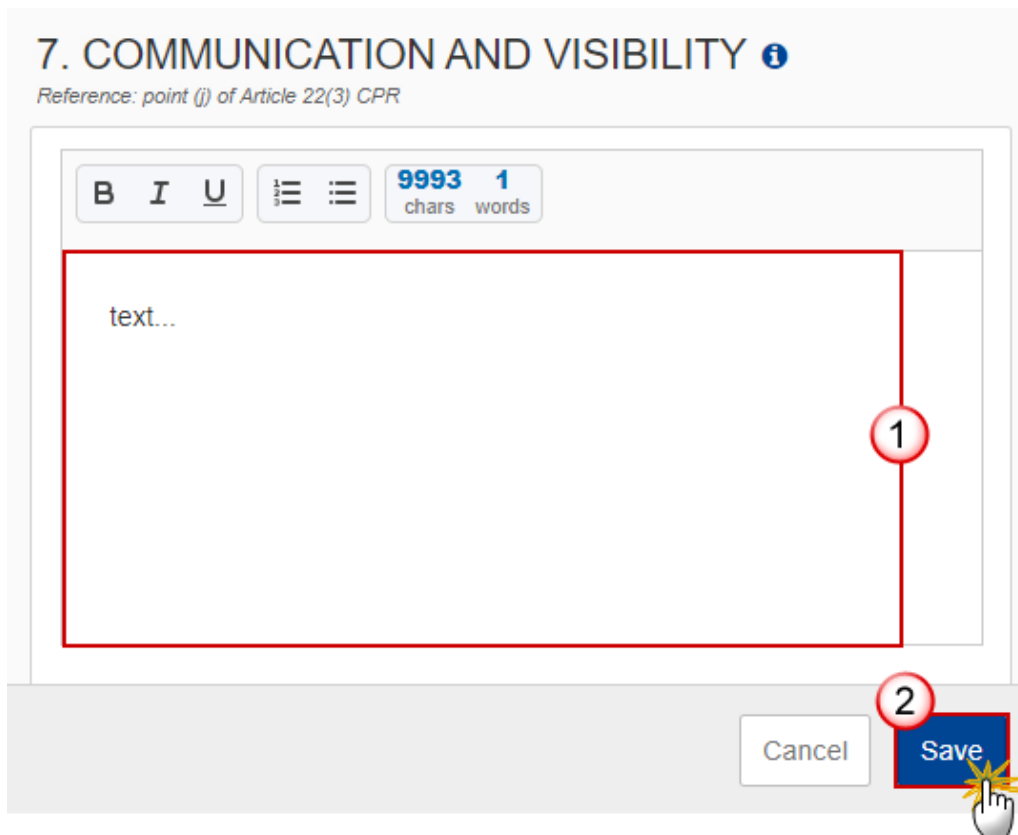 7. COMMUNICATION AND VISIBILITY
Reference: point (j) of Article 22(3) CPR
B I U 9993 1
chars words
text...
1
2
Cancel Save